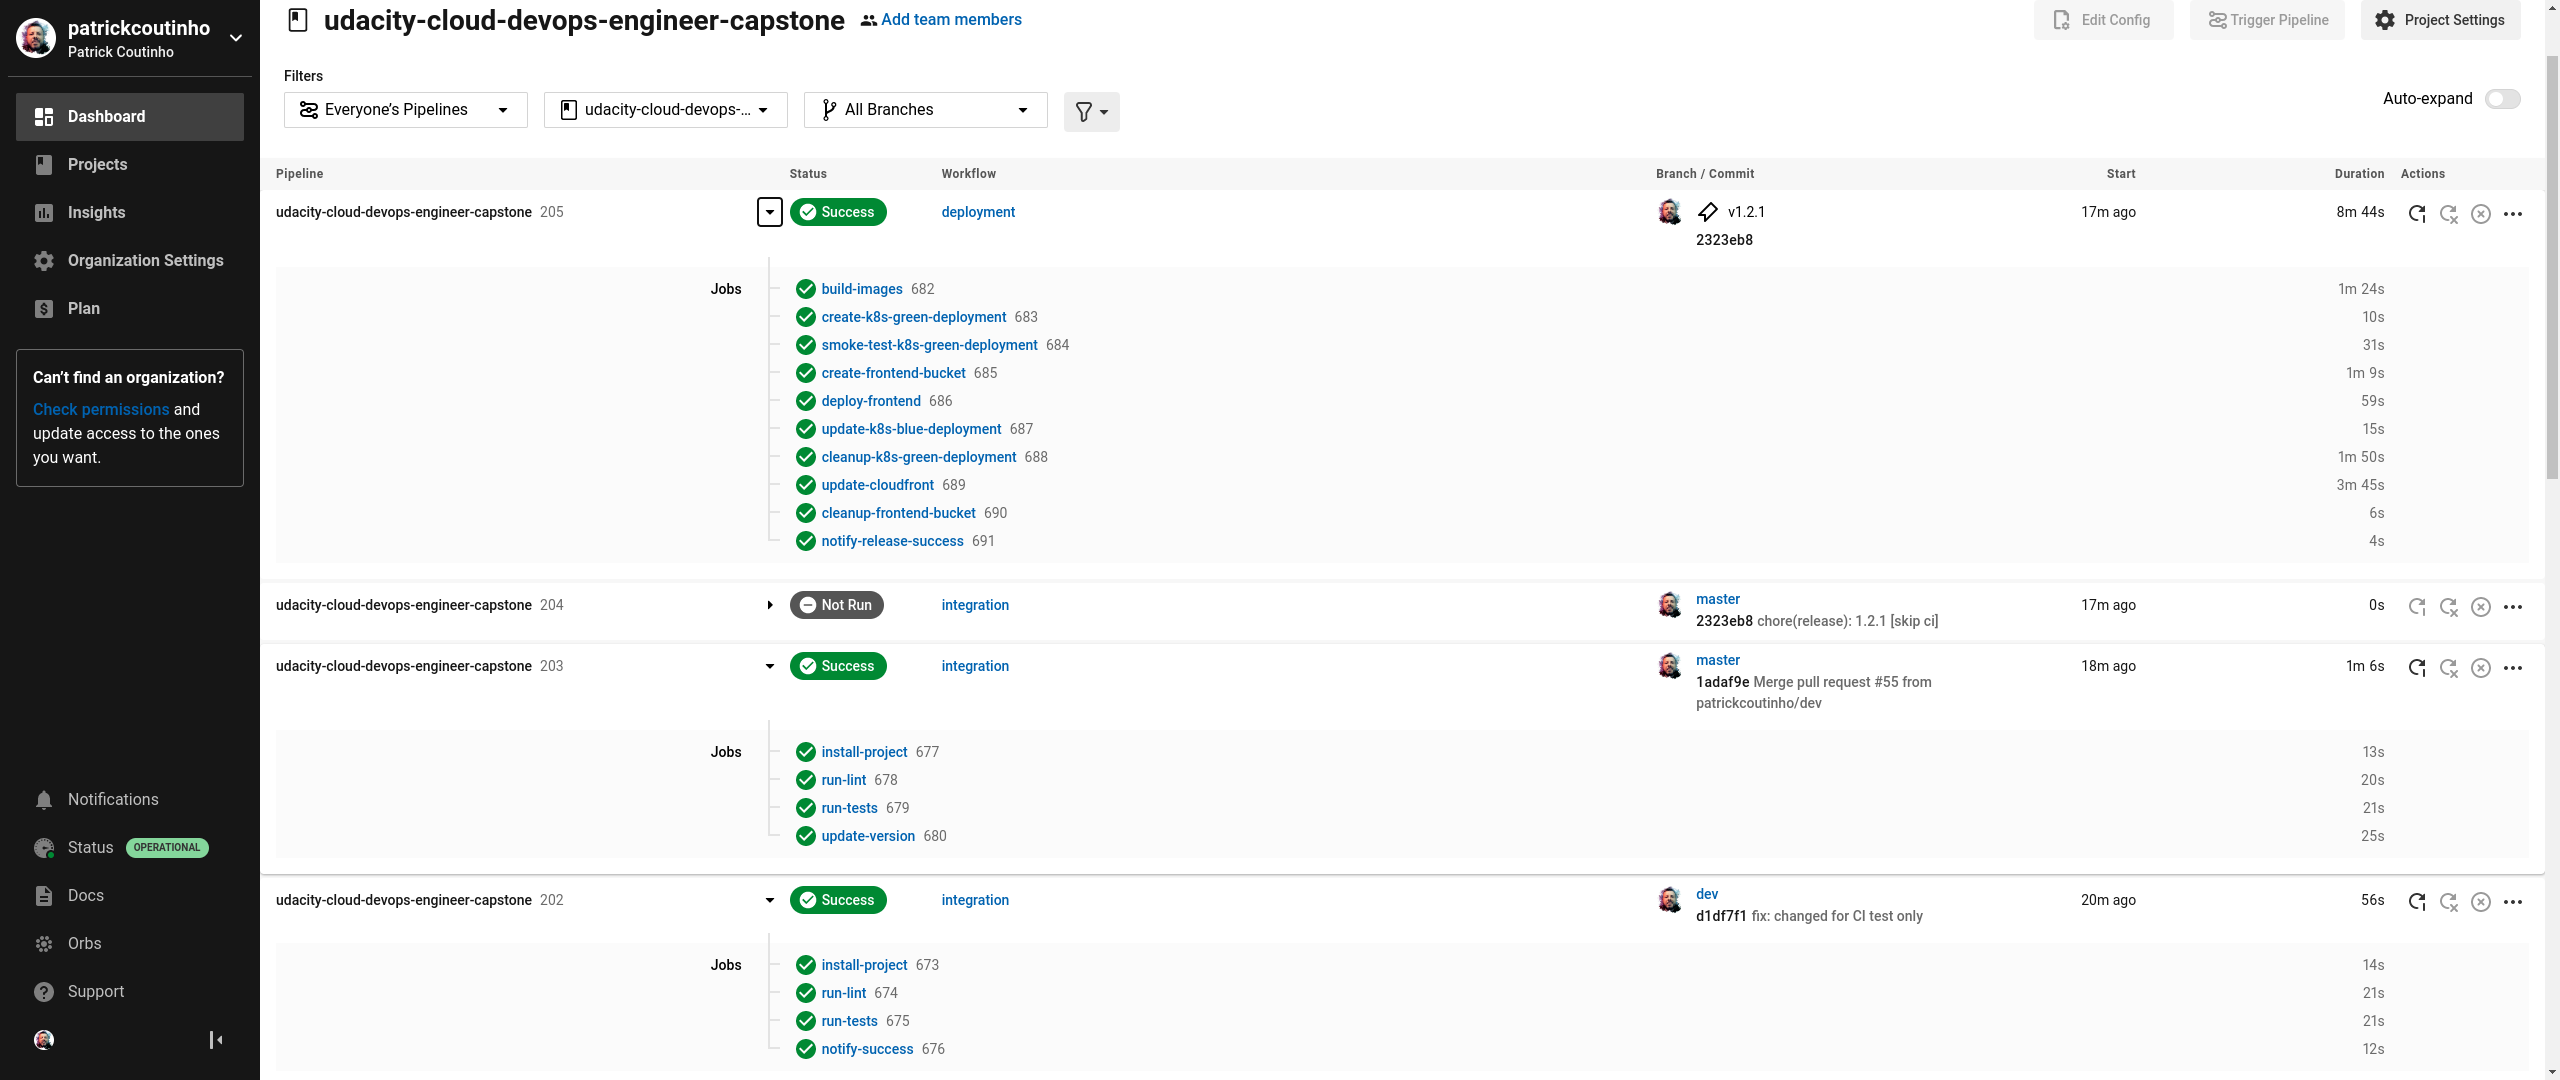 patrickcoutinho
Patrick Coutinho
Dashboard
Projects
Insights
Organization Settings
Plan
Can't find an organization?
Check permissions and
update access to the ones
you want.
Notifications
Status OPERATIONAL
Docs
Orbs
Support
udacity-cloud-devops-engineer-capstone Add team members
Edit Config Trigger Pipeline Project Settings
Filters
Everyone's Pipelines udacity-cloud-devops-... All Branches
Auto-expand
Pipeline Status Workflow Branch / Commit Start Duration Actions
udacity-cloud-devops-engineer-capstone 205 Success deployment v1.2.1 17m ago 8m 44s
2323eb8
Jobs build-images 682 1m 24s
create-k8s-green-deployment 683 10s
smoke-test-k8s-green-deployment 684 31s
create-frontend-bucket 685 1m 9s
deploy-frontend 686 59s
update-k8s-blue-deployment 687 15s
cleanup-k8s-green-deployment 688 1m 50s
update-cloudfront 689 3m 45s
cleanup-frontend-bucket 690 6s
notify-release-success 691 4s
udacity-cloud-devops-engineer-capstone 204 Not Run integration master 17m ago 0s
2323eb8 chore(release): 1.2.1 [skip ci]
udacity-cloud-devops-engineer-capstone 203 Success integration master 18m ago 1m 6s
1adaf9e Merge pull request #55 from
patrickcoutinho/dev
Jobs install-project 677 13s
run-lint 678 20s
run-tests 679 21s
update-version 680 25s
udacity-cloud-devops-engineer-capstone 202 Success integration dev 20m ago 56s
d1df7f1 fix: changed for CI test only
Jobs install-project 673 14s
run-lint 674 21s
run-tests 675 21s
notify-success 676 12s